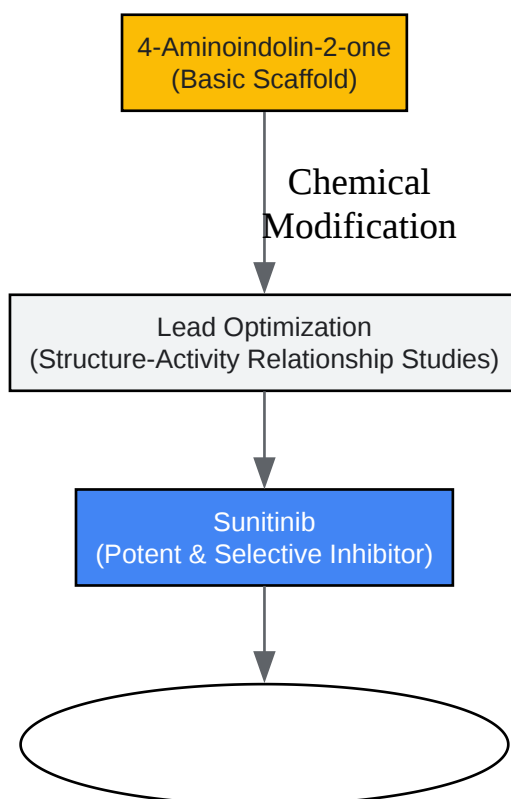 4-Aminoindolin-2-one
(Basic Scaffold)
Chemical
Modification
Lead Optimization
(Structure-Activity Relationship Studies)
Sunitinib
(Potent & Selective Inhibitor)